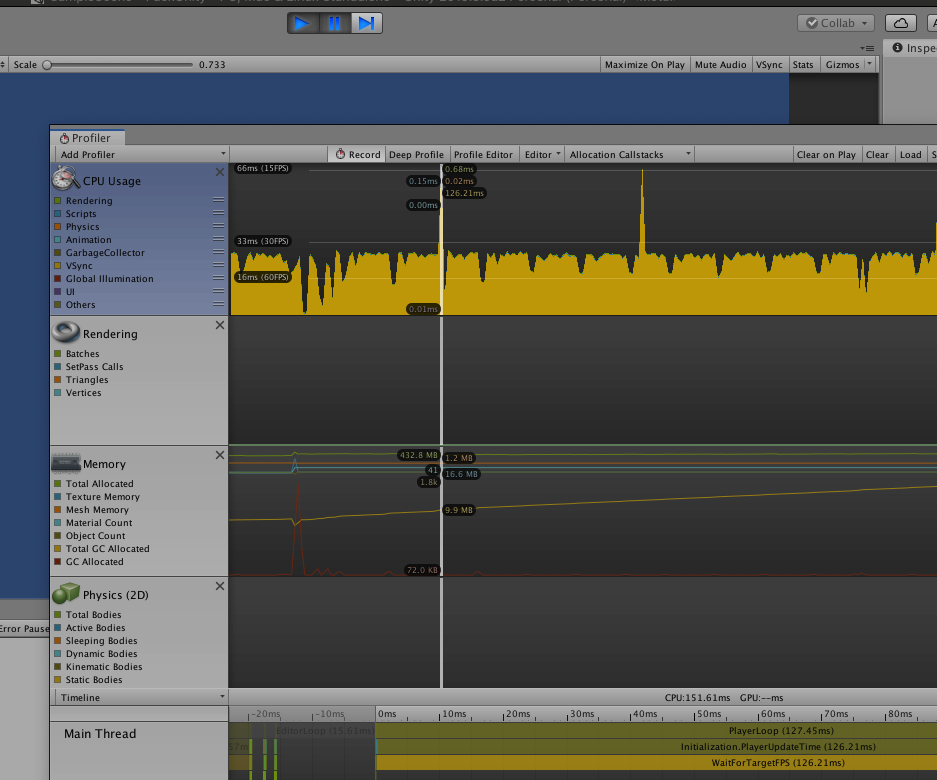 Collab
Inspe
Scale 0.733 Maximize On Play Mute Audio VSync Stats Gizmos
Profiler
Add Profiler Record Deep Profile Profile Editor Editor Allocation Callstacks Clear on Play Clear Load S
CPU Usage
Rendering
Scripts
Physics
Animation
GarbageCollector
VSync
Global Illumination
UI
Others
66ms (15FPS)
33ms (30FPS)
16ms (60FPS)
0.68ms
0.15ms 0.02ms
126.21ms
0.00ms
0.01ms
Rendering
Batches
SetPass Calls
Triangles
Vertices
Memory
Total Allocated
Texture Memory
Mesh Memory
Material Count
Object Count
Total GC Allocated
GC Allocated
432.8 MB 1.2 MB
41 16.6 MB
1.8k
9.9 MB
72.0 KB
Physics (2D)
Total Bodies
Active Bodies
Sleeping Bodies
Dynamic Bodies
Kinematic Bodies
Static Bodies
Error Pause
Timeline CPU:151.61ms GPU:--ms
-20ms -10ms 0ms 10ms 20ms 30ms 40ms 50ms 60ms 70ms 80ms
Main Thread
EditorLoop (15.61ms) PlayerLoop (127.45ms)
57m Initialization.PlayerUpdateTime (126.21ms)
WaitForTargetFPS (126.21ms)